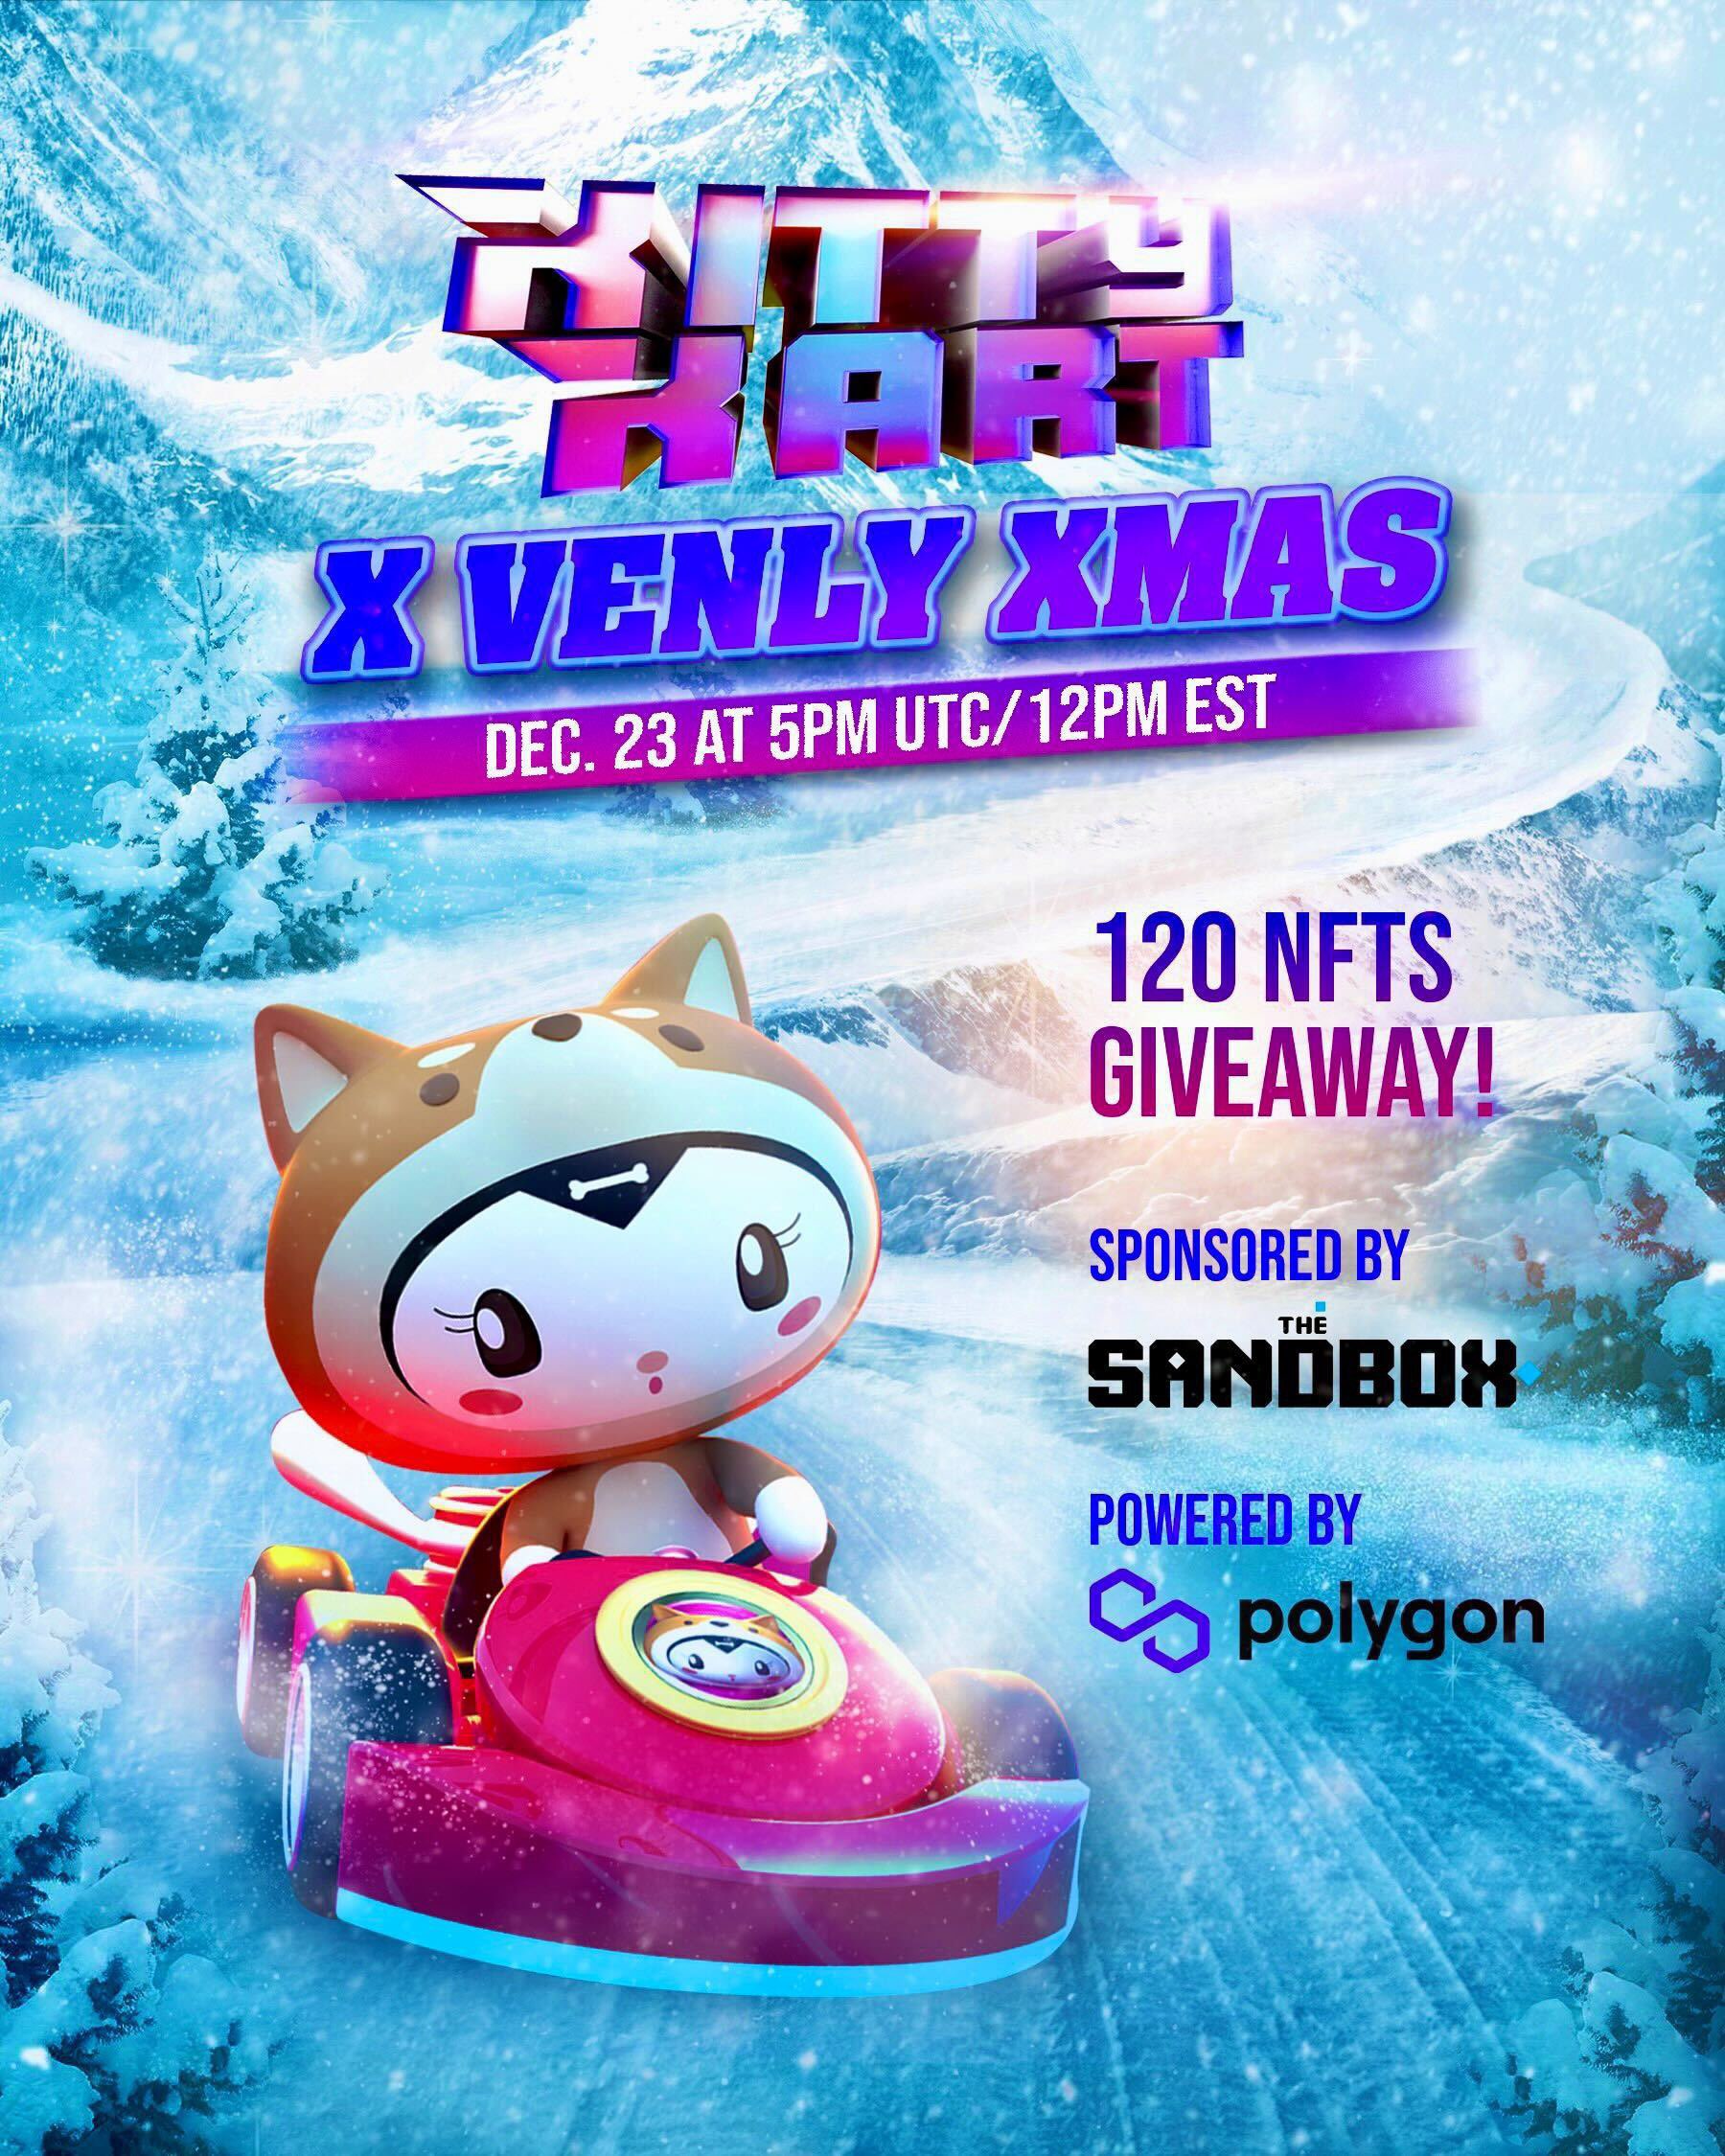 KITTY
KART
X VENLY XMAS
DEC. 23 AT 5PM UTC/12PM EST
120 NFTS
GIVEAWAY!
SPONSORED BY
THE
SANDBOX
POWERED BY
polygon